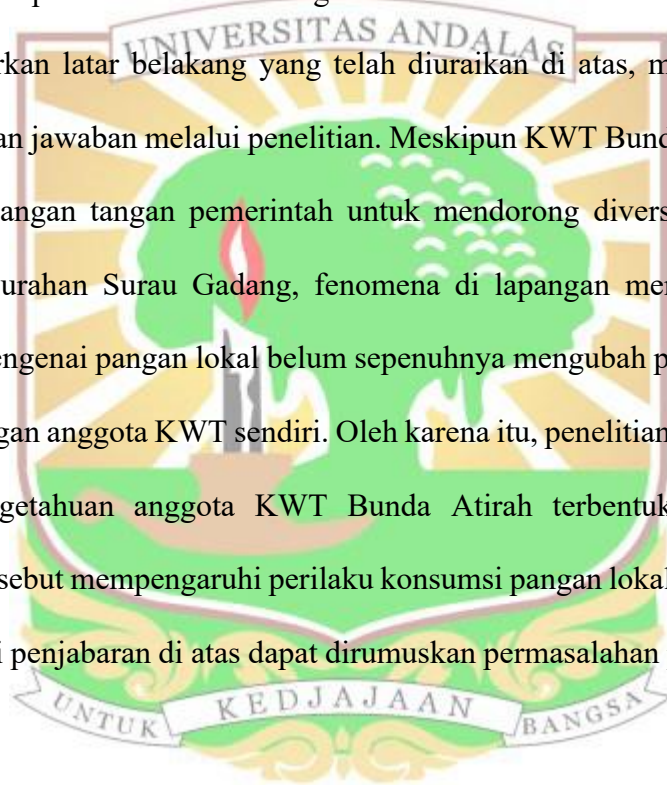 UNIVERSITAS ANDALAS
rkan latar belakang yang telah diuraikan di atas, m
an jawaban melalui penelitian. Meskipun KWT Bund
angan tangan pemerintah untuk mendorong divers
urahan Surau Gadang, fenomena di lapangan mer
engenai pangan lokal belum sepenuhnya mengubah p
gan anggota KWT sendiri. Oleh karena itu, penelitian
getahuan anggota KWT Bunda Atirah terbentuk
sebut mempengaruhi perilaku konsumsi pangan lokal
i penjabaran di atas dapat dirumuskan permasalahan
UNTUK KEDJAJAAN BANGSA